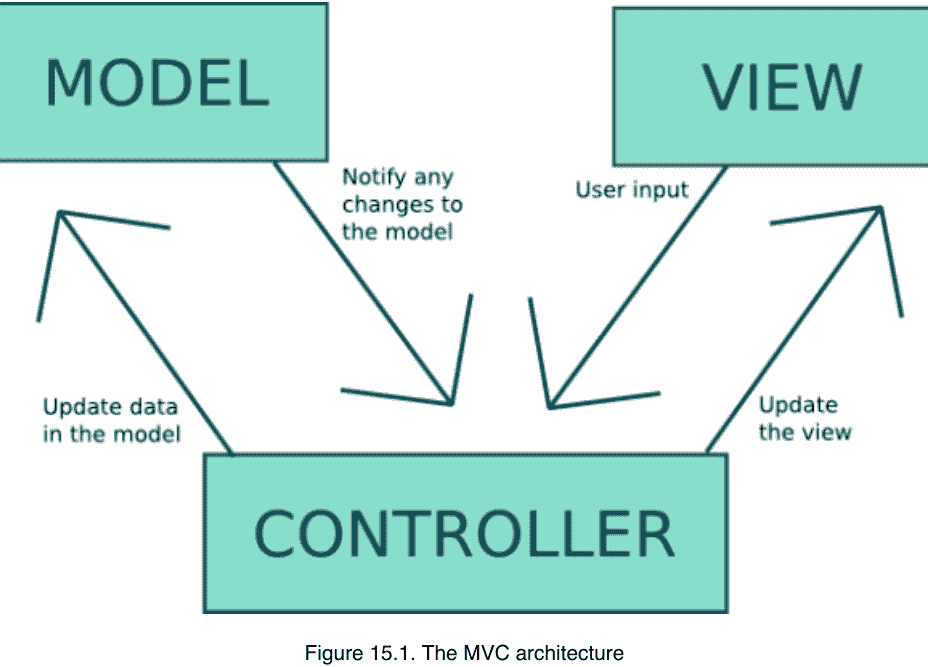 MODEL
VIEW
Notify any
changes to
the model
User input
Update data
in the model
Update
the view
CONTROLLER
Figure 15.1. The MVC architecture